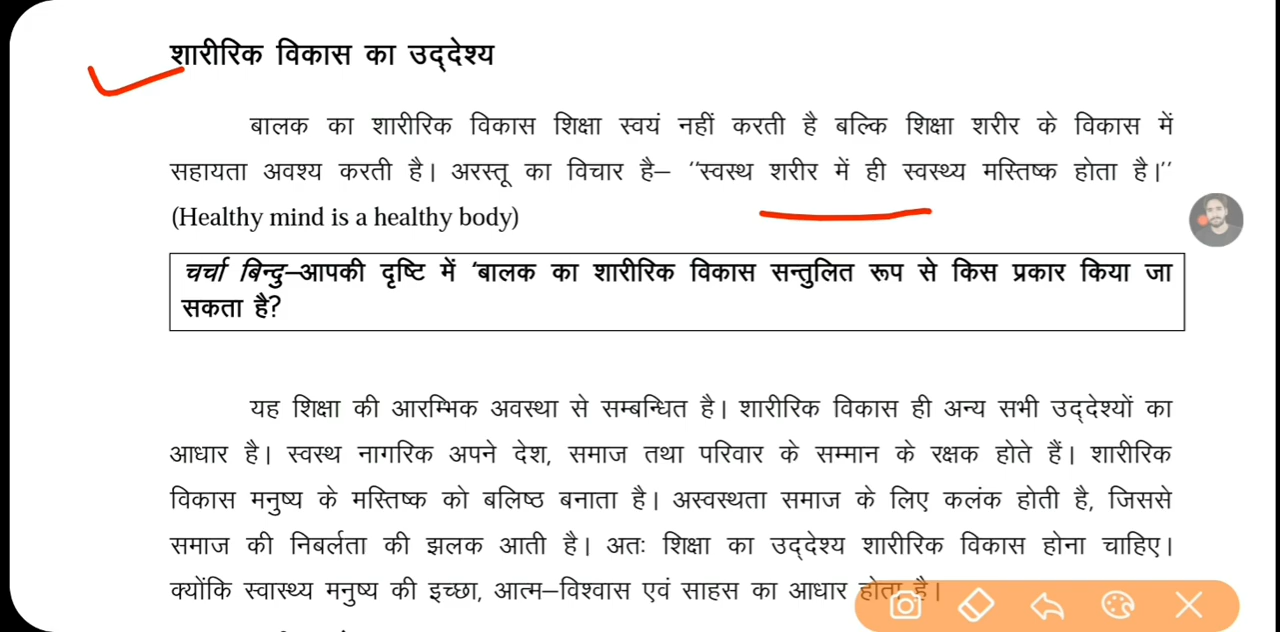 शारीरिक विकास का उद्देश्य
बालक का शारीरिक विकास शिक्षा स्वयं नहीं करती है बल्कि शिक्षा शरीर के विकास में
सहायता अवश्य करती है। अरस्तू का विचार है– ‘‘स्वस्थ शरीर में ही स्वस्थ्य मस्तिष्क होता है।’’
(Healthy mind is a healthy body)
चर्चा बिन्दु–आपकी दृष्टि में ‘बालक का शारीरिक विकास सन्तुलित रूप से किस प्रकार किया जा
सकता है?
यह शिक्षा की आरम्भिक अवस्था से सम्बन्धित है। शारीरिक विकास ही अन्य सभी उद्देश्यों का
आधार है। स्वस्थ नागरिक अपने देश, समाज तथा परिवार के सम्मान के रक्षक होते हैं। शारीरिक
विकास मनुष्य के मस्तिष्क को बलिष्ठ बनाता है। अस्वस्थता समाज के लिए कलंक होती है, जिससे
समाज की निबर्लता की झलक आती है। अतः शिक्षा का उद्देश्य शारीरिक विकास होना चाहिए।
क्योंकि स्वास्थ्य मनुष्य की इच्छा, आत्म–विश्वास एवं साहस का आधार होता है।